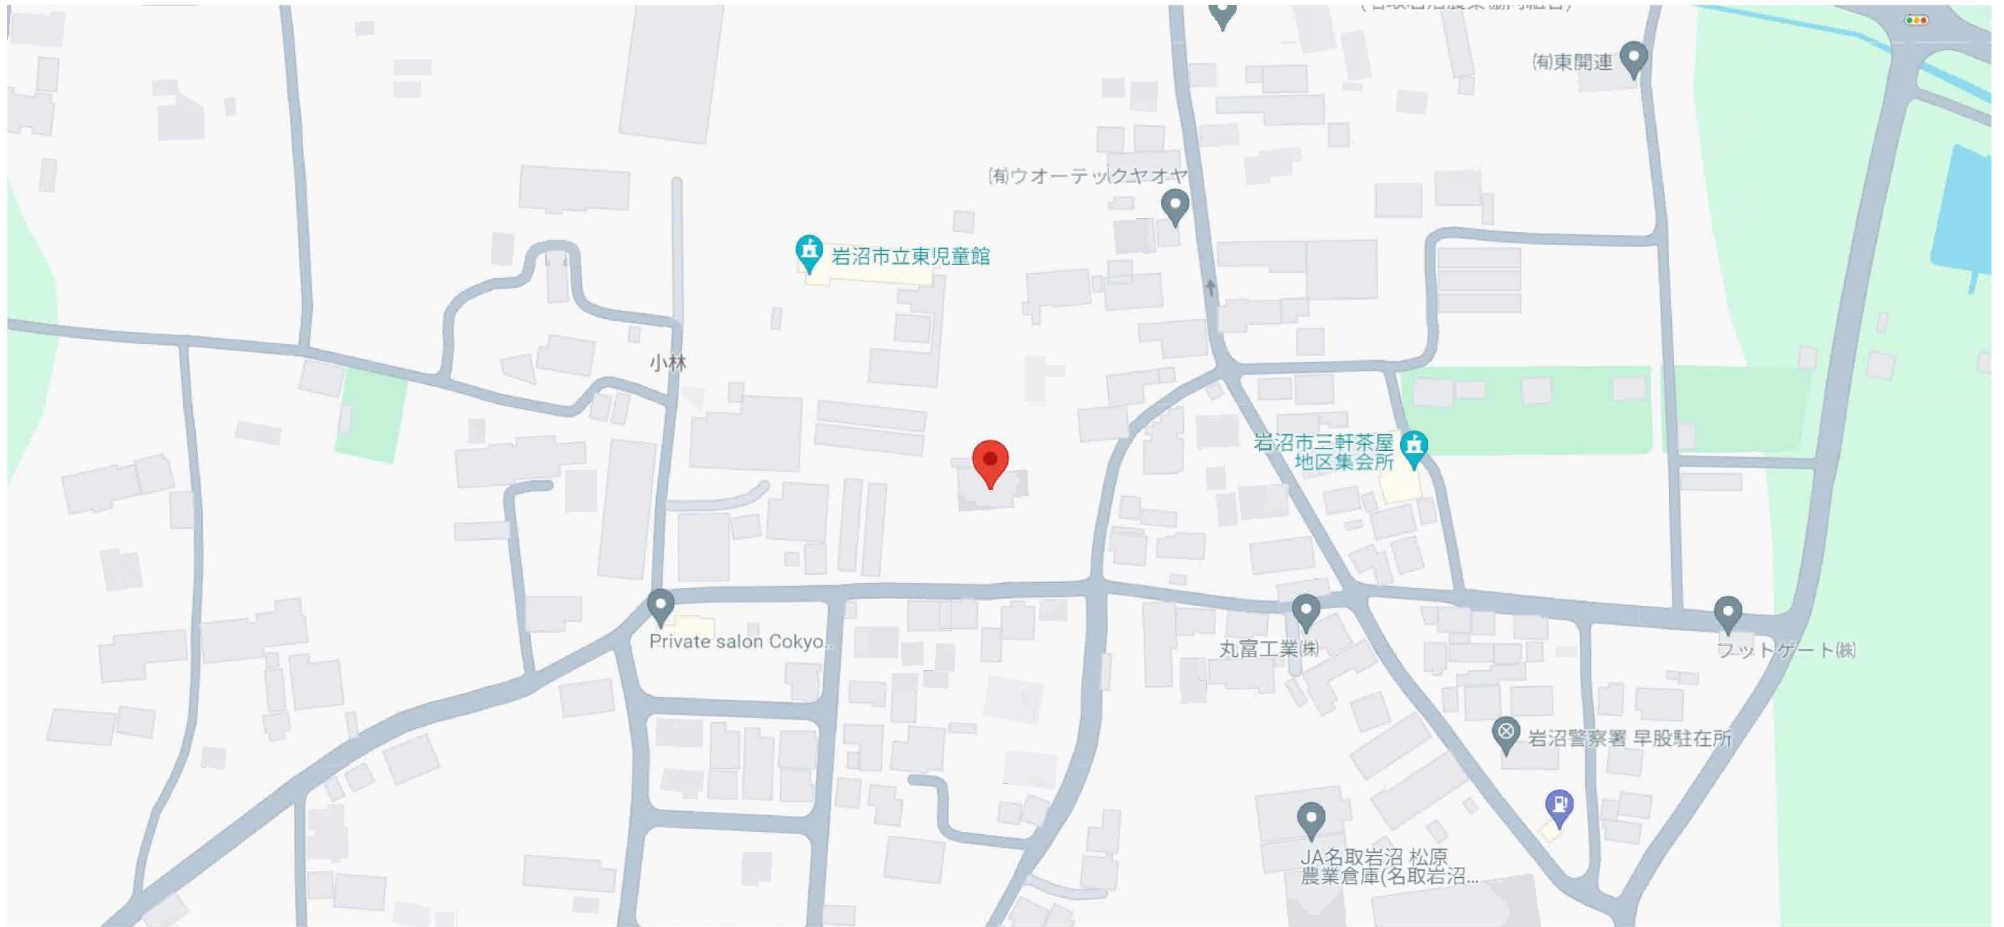 ㈲東開連
㈲ウオーテックヤオヤ
岩沼市立東児童館
小林
岩沼市三軒茶屋
地区集会所
Private salon Cokyo..
丸富工業㈱
フットゲート㈱
岩沼警察署 早股駐在所
JA名取岩沼 松原
農業倉庫(名取岩沼...